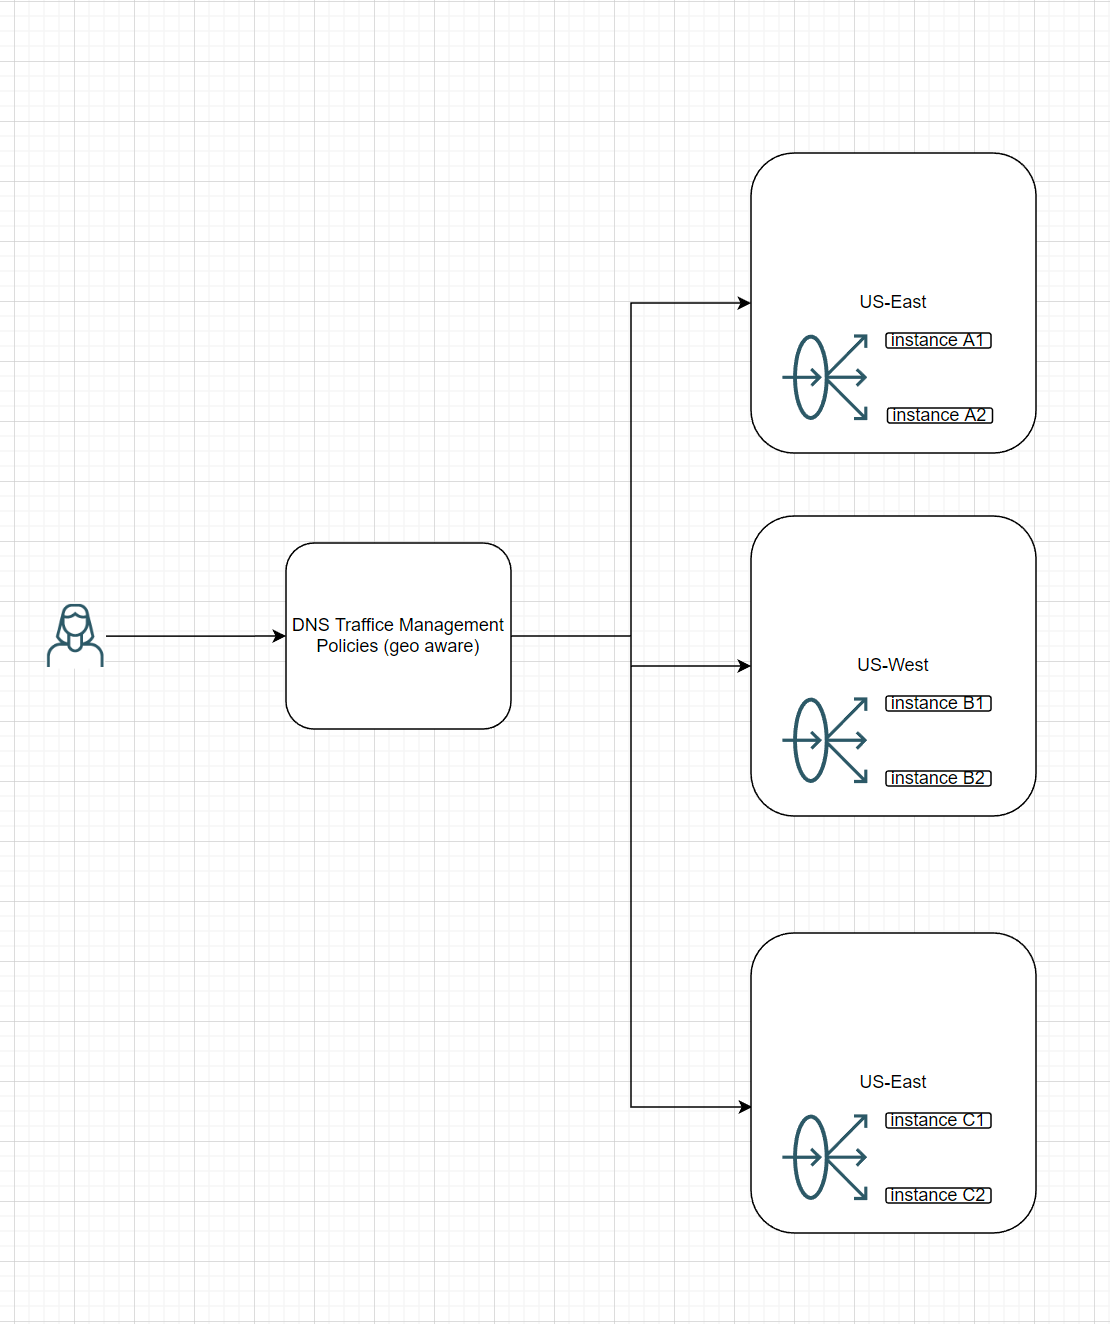 US-East
instance A1
instance A2
DNS Traffice Management
Policies (geo aware)
US-West
instance B1
instance B2
US-East
instance C1
instance C2